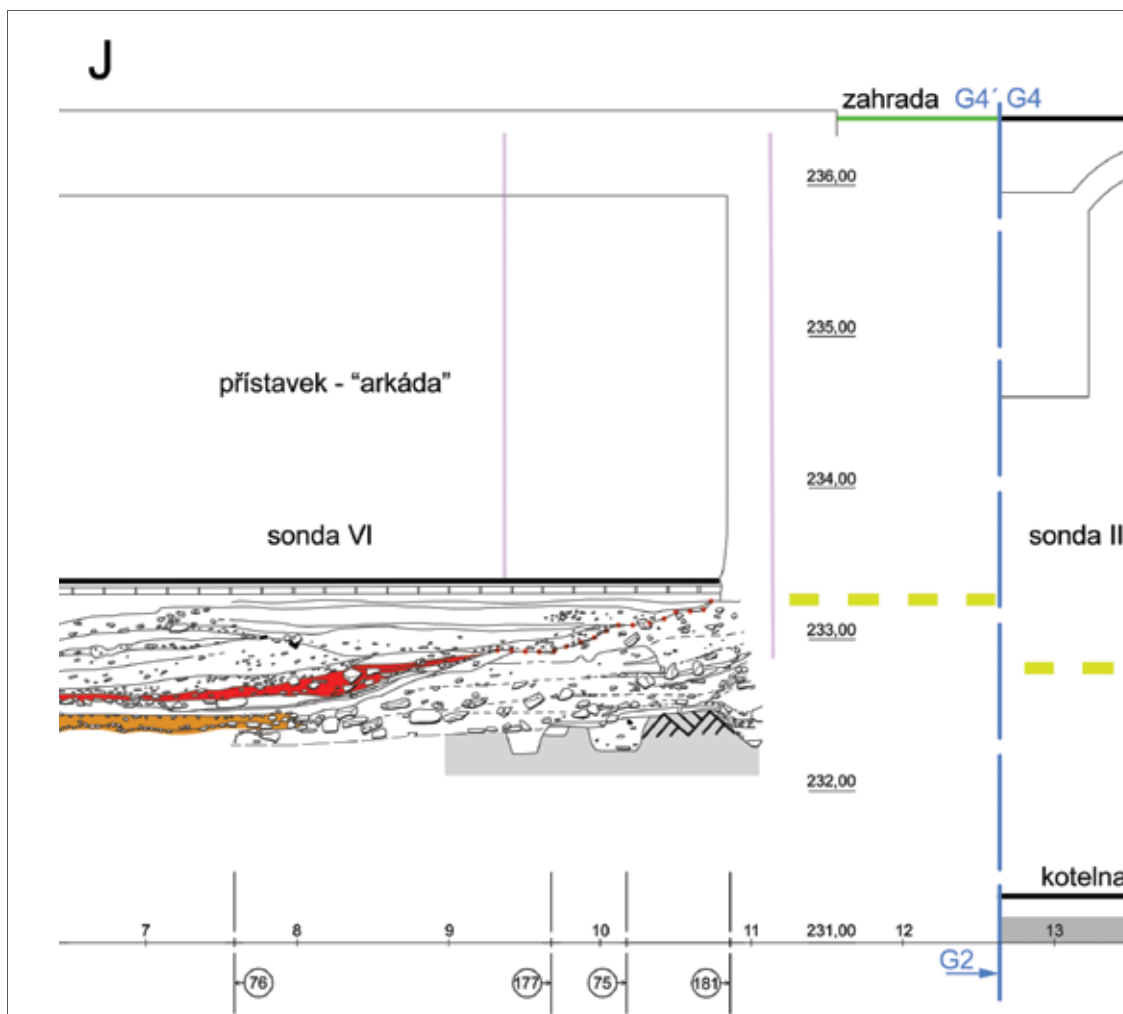 J
zahrada G4´ G4
236,00
235,00
přístavek - “arkáda”
234,00
sonda VI
sonda II
233,00
232,00
kotelna
7 8 9 10 11 231,00 12 13
G2
76 177 75 181